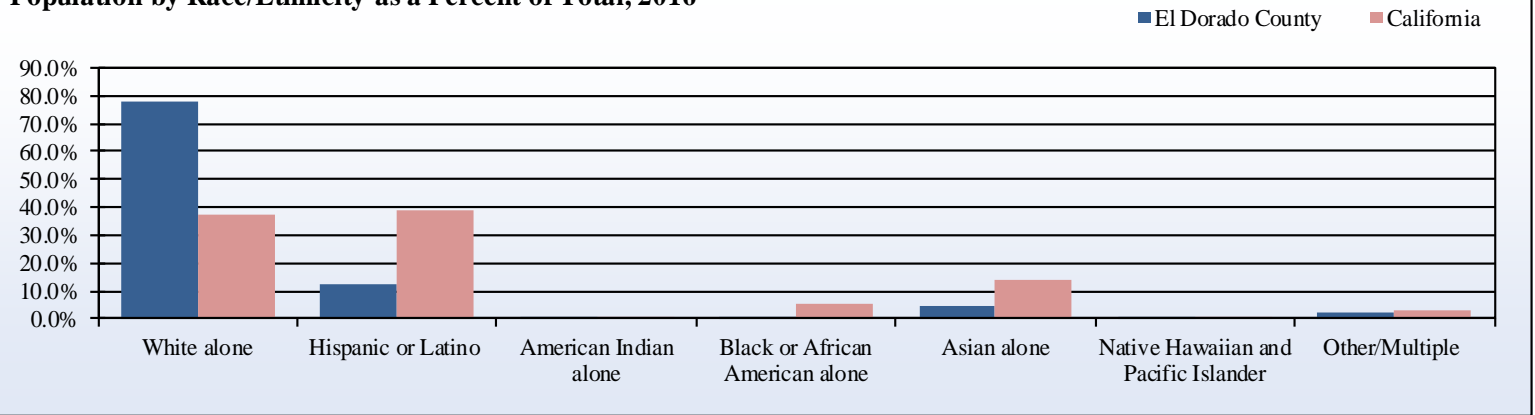 Population by Race/Ethnicity as a Percent of Total, 2016
El Dorado County
California
90.0%
80.0%
70.0%
60.0%
50.0%
40.0%
30.0%
20.0%
10.0%
0.0%
White alone
Hispanic or Latino
American Indian
alone
Black or African
American alone
Asian alone
Native Hawaiian and
Pacific Islander
Other/Multiple